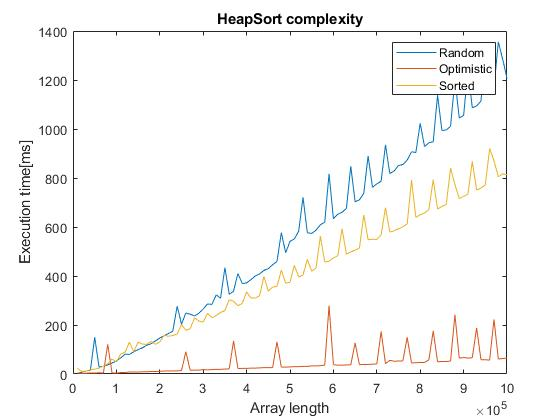 HeapSort complexity
1400
1200
1000
800
600
400
200
0
Execution time[ms]
Random
Optimistic
Sorted
0 1 2 3 4 5 6 7 8 9 10
Array length
×10⁵